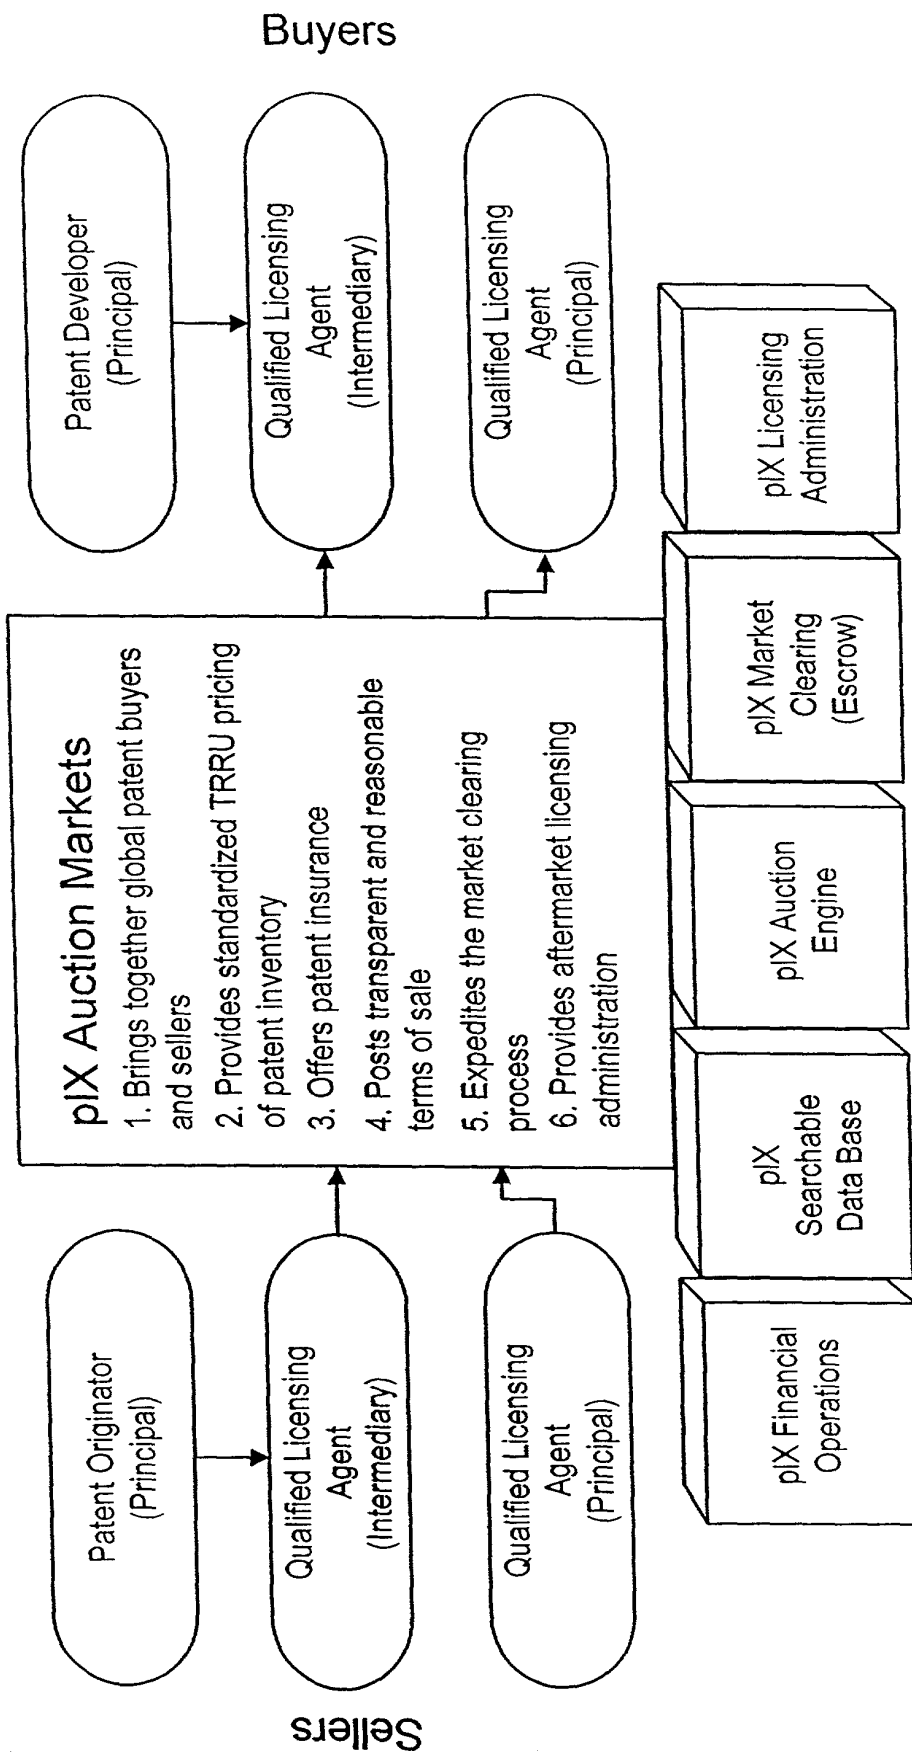 Sellers
Patent Originator
(Principal)
Qualified Licensing
Agent
(Intermediary)
Qualified Licensing
Agent
(Principal)
pIX Auction Markets
1. Brings together global patent buyers
and sellers
2. Provides standardized TRRU pricing
of patent inventory
3. Offers patent insurance
4. Posts transparent and reasonable
terms of sale
5. Expedites the market clearing
process
6. Provides aftermarket licensing
administration
Patent Developer
(Principal)
Qualified Licensing
Agent
(Intermediary)
Qualified Licensing
Agent
(Principal)
Buyers
pIX Financial
Operations
pIX
Searchable
Data Base
pIX Auction
Engine
pIX Market
Clearing
(Escrow)
pIX Licensing
Administration